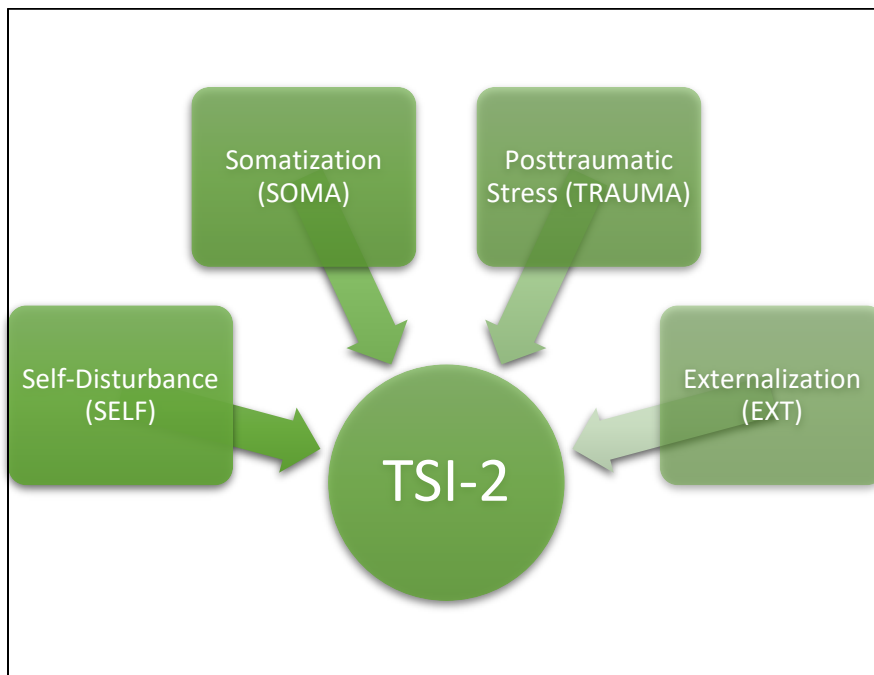 Somatization
(SOMA)
Posttraumatic
Stress (TRAUMA)
Self-Disturbance
(SELF)
Externalization
(EXT)
TSI-2